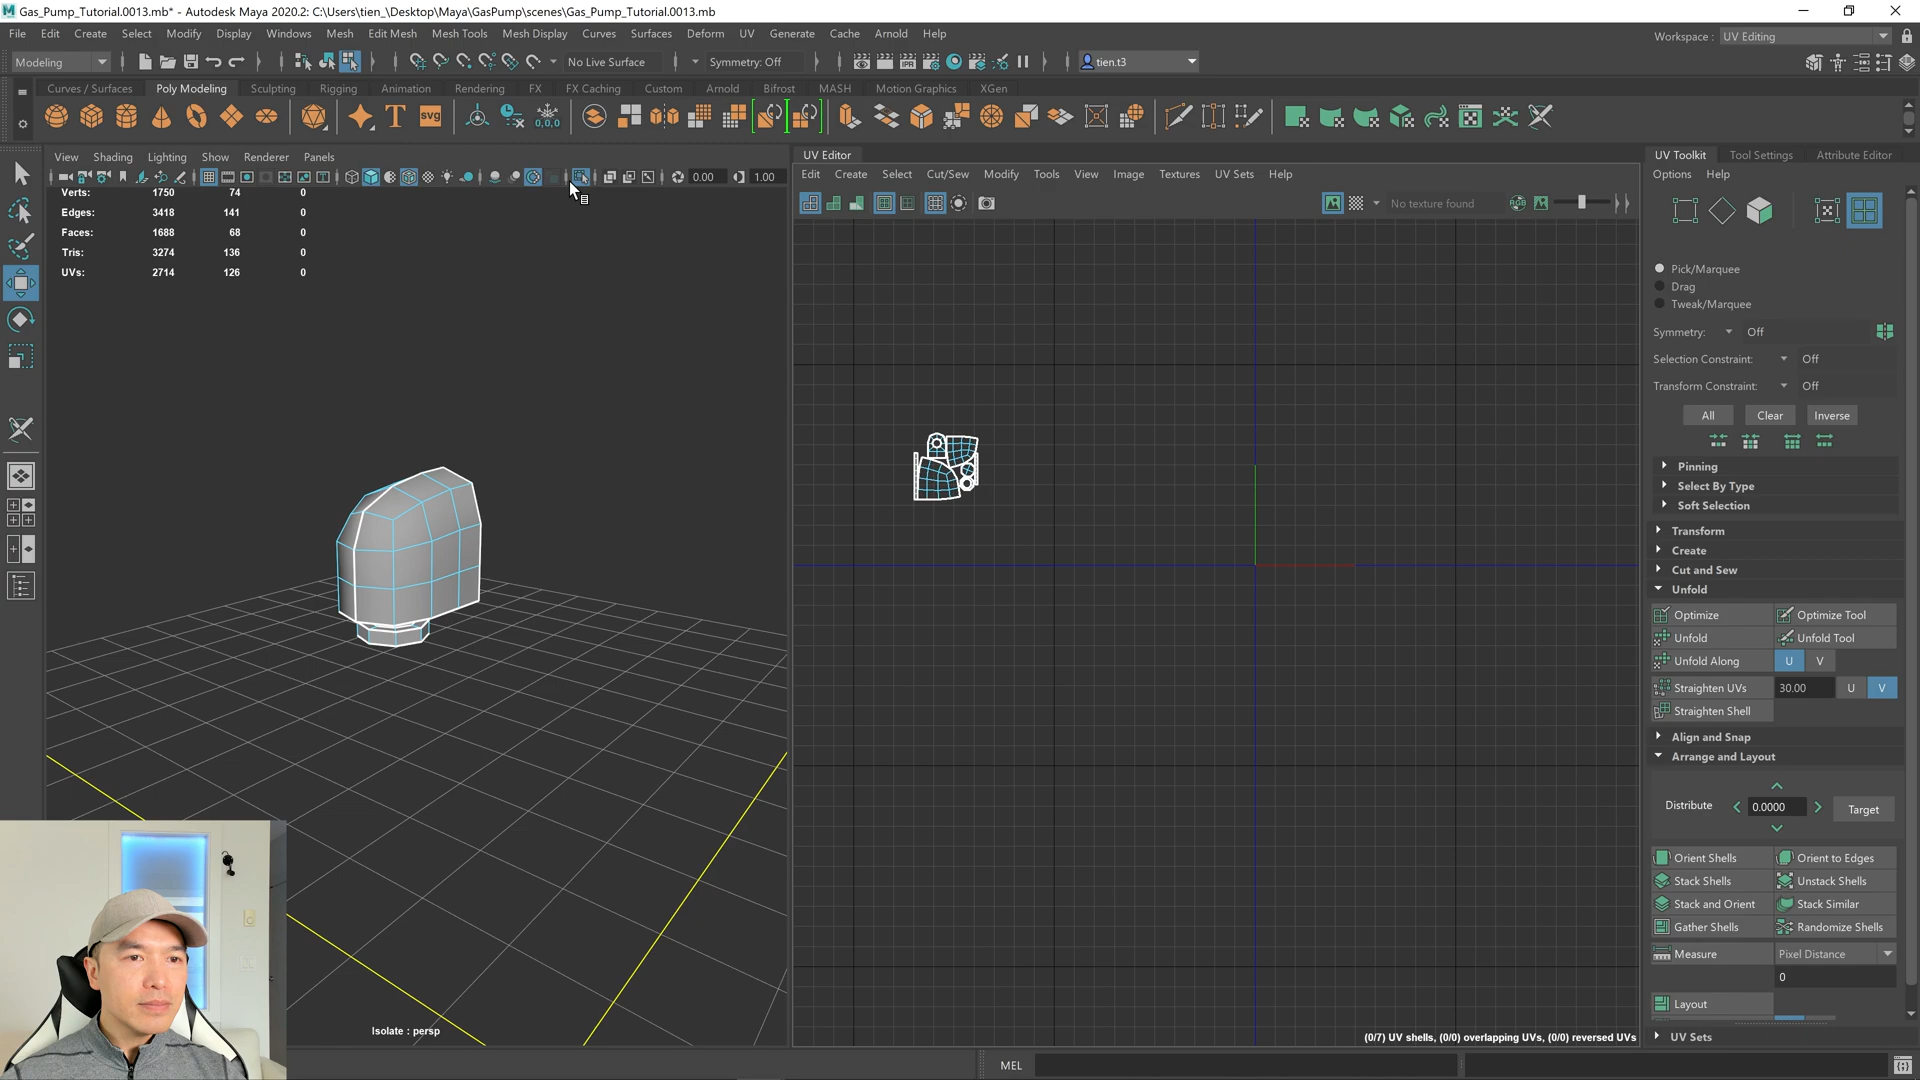 Gas_Pump_Tutorial.0013.mb* - Autodesk Maya 2020.2: C:\Users\tien_\Desktop\Maya\GasPump\scenes\Gas_Pump_Tutorial.0013.mb
File Edit Create Select Modify Display Windows Mesh Edit Mesh Mesh Tools Mesh Display Curves Surfaces Deform UV Generate Cache Arnold Help
Workspace : UV Editing
Modeling
No Live Surface
Symmetry: Off
tien.t3
Curves / Surfaces Poly Modeling Sculpting Rigging Animation Rendering FX FX Caching Custom Arnold Bifrost MASH Motion Graphics XGen
T svg 0,0,0
View Shading Lighting Show Renderer Panels
IPR
0.00 1.00
Verts: 1750 74 0
Edges: 3418 141 0
Faces: 1688 68 0
Tris: 3274 136 0
UVs: 2714 126 0
Isolate : persp
UV Editor
Edit Create Select Cut/Sew Modify Tools View Image Textures UV Sets Help
No texture found
RGB
(0/7) UV shells, (0/0) overlapping UVs, (0/0) reversed UVs
UV Toolkit Tool Settings Attribute Editor
Options Help
Pick/Marquee
Drag
Tweak/Marquee
Symmetry: Off
Selection Constraint: Off
Transform Constraint: Off
All Clear Inverse
Pinning
Select By Type
Soft Selection
Transform
Create
Cut and Sew
Unfold
Optimize Optimize Tool
Unfold Unfold Tool
Unfold Along U V
Straighten UVs 30.00 U V
Straighten Shell
Align and Snap
Arrange and Layout
Distribute 0.0000 Target
Orient Shells Orient to Edges
Stack Shells Unstack Shells
Stack and Orient Stack Similar
Gather Shells Randomize Shells
Measure Pixel Distance
0
Layout
UV Sets
MEL